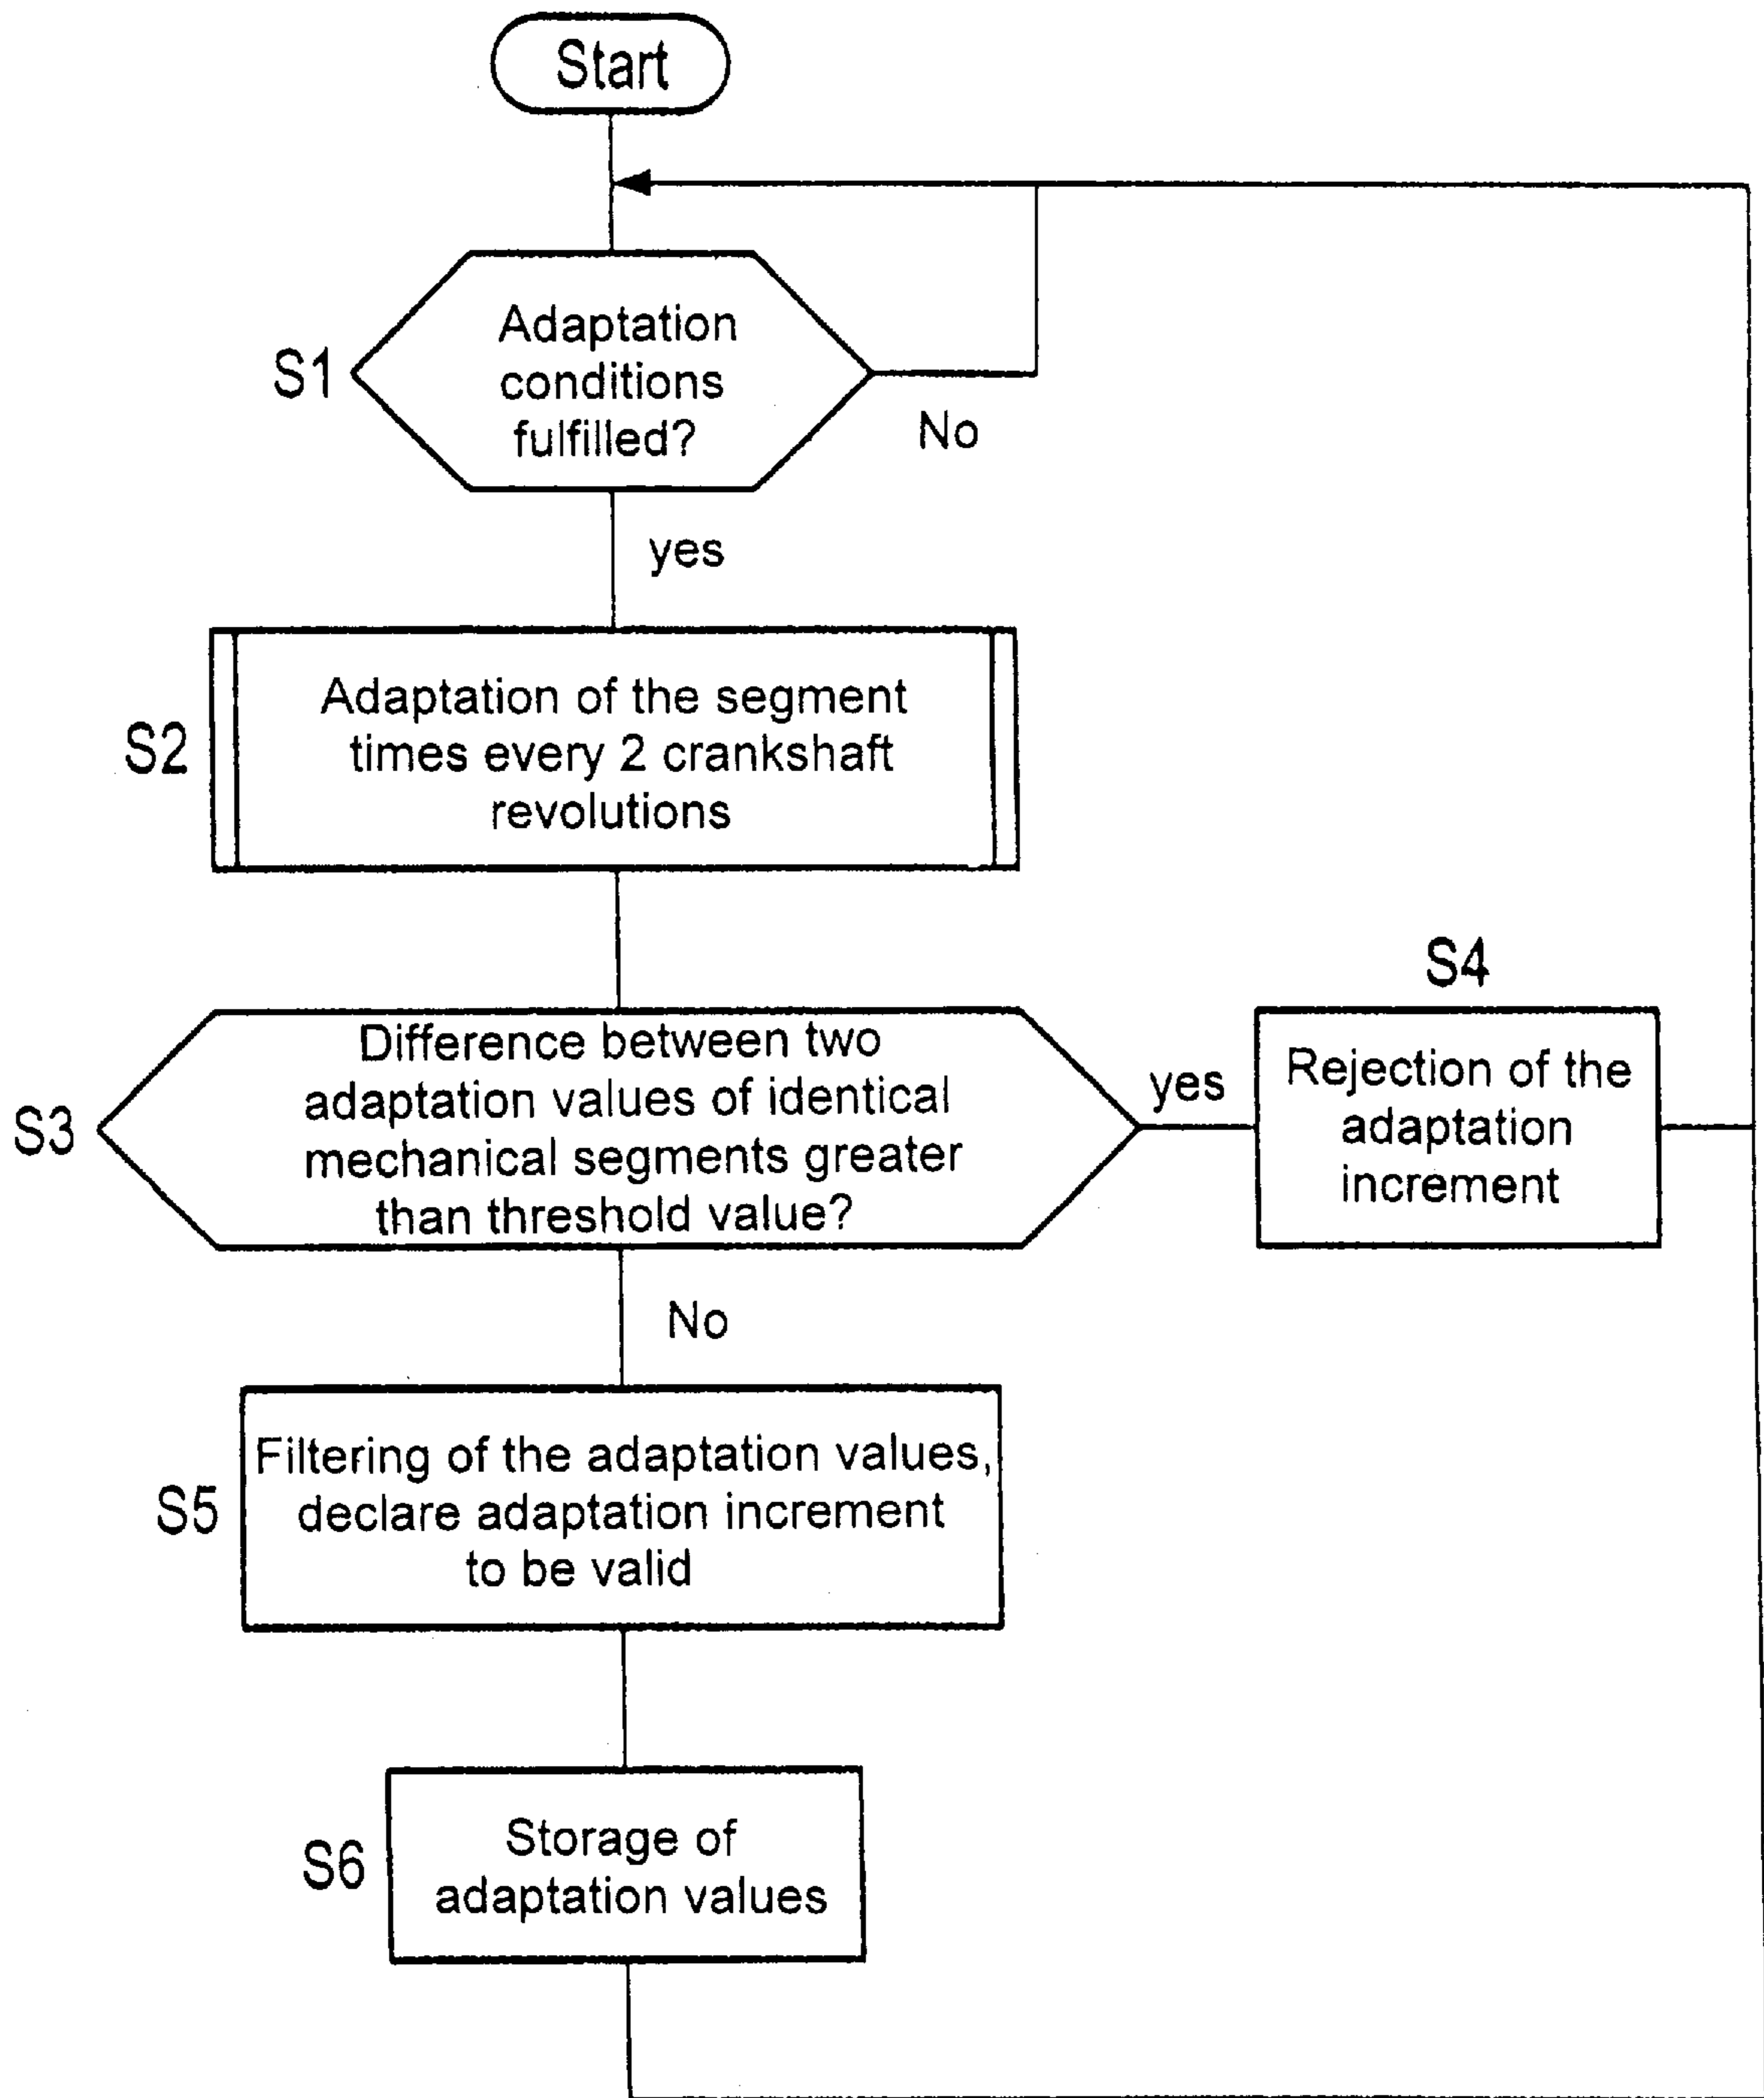 Start
S1
Adaptation
conditions
fulfilled?
No
yes
S2
Adaptation of the segment
times every 2 crankshaft
revolutions
S3
Difference between two
adaptation values of identical
mechanical segments greater
than threshold value?
yes
S4
Rejection of the
adaptation
increment
No
S5
Filtering of the adaptation values,
declare adaptation increment
to be valid
S6
Storage of
adaptation values